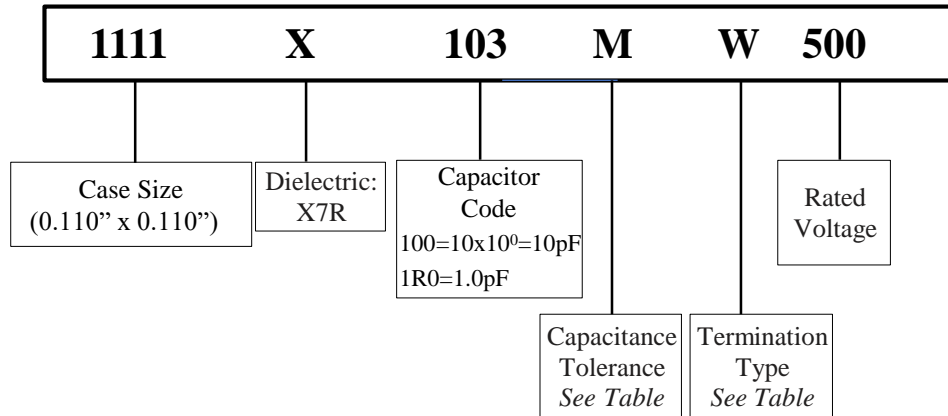 1111 X 103 M W 500
Case Size
(0.110” x 0.110”)
Dielectric:
X7R
Capacitor
Code
100=10x10⁰=10pF
1R0=1.0pF
Rated
Voltage
Capacitance
Tolerance
See Table
Termination
Type
See Table